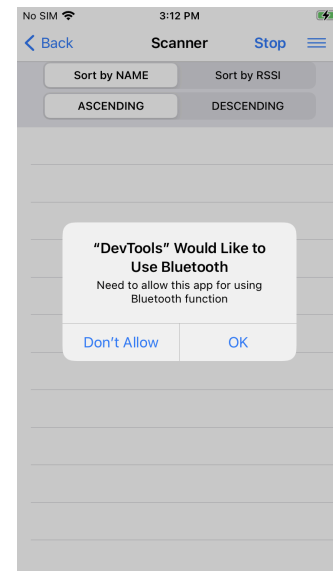 No SIM 3:12 PM
Back Scanner Stop
Sort by NAME Sort by RSSI
ASCENDING DESCENDING
“DevTools” Would Like to
Use Bluetooth
Need to allow this app for using
Bluetooth function
Don’t Allow OK